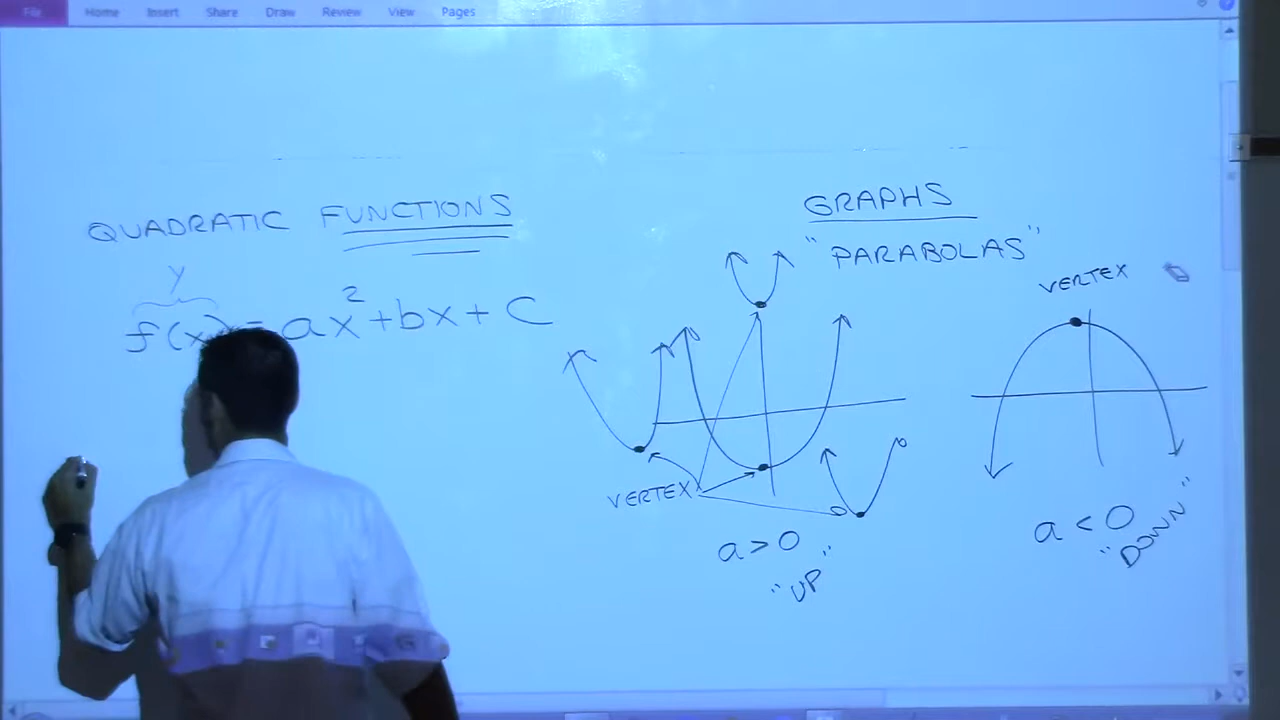 File Home Insert Share Draw Review View Pages
QUADRATIC FUNCTIONS
y
f(x) = ax²+bx+C
GRAPHS
"PARABOLAS"
VERTEX
VERTEX
a>0
"UP"
a<0
"DOWN"